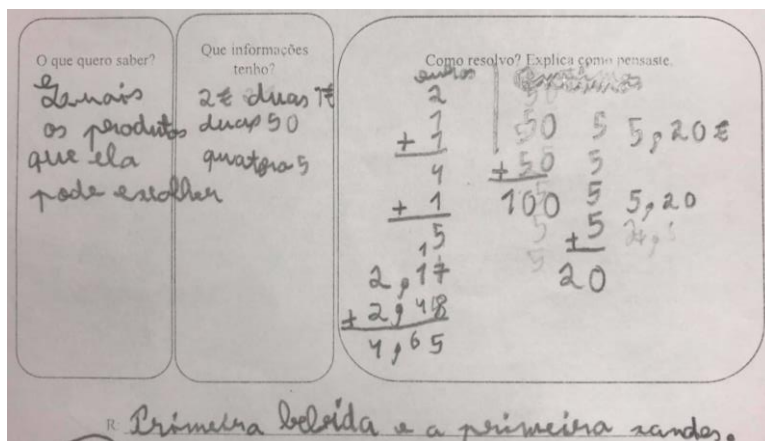 O que quero saber?
Quais
os produtos
que ela
pode escolher
Que informações
tenho?
2€ duas 1€
duas 50
quatro 5
Como resolvo? Explica como pensaste.
euros
2
1
+ 1
4
+ 1
5
2,17
+ 2,48
4,65
50
+ 50
100
5
5
5
+ 5
20
5,20€
5,20
R Primeira bebida e a primeira sandes.